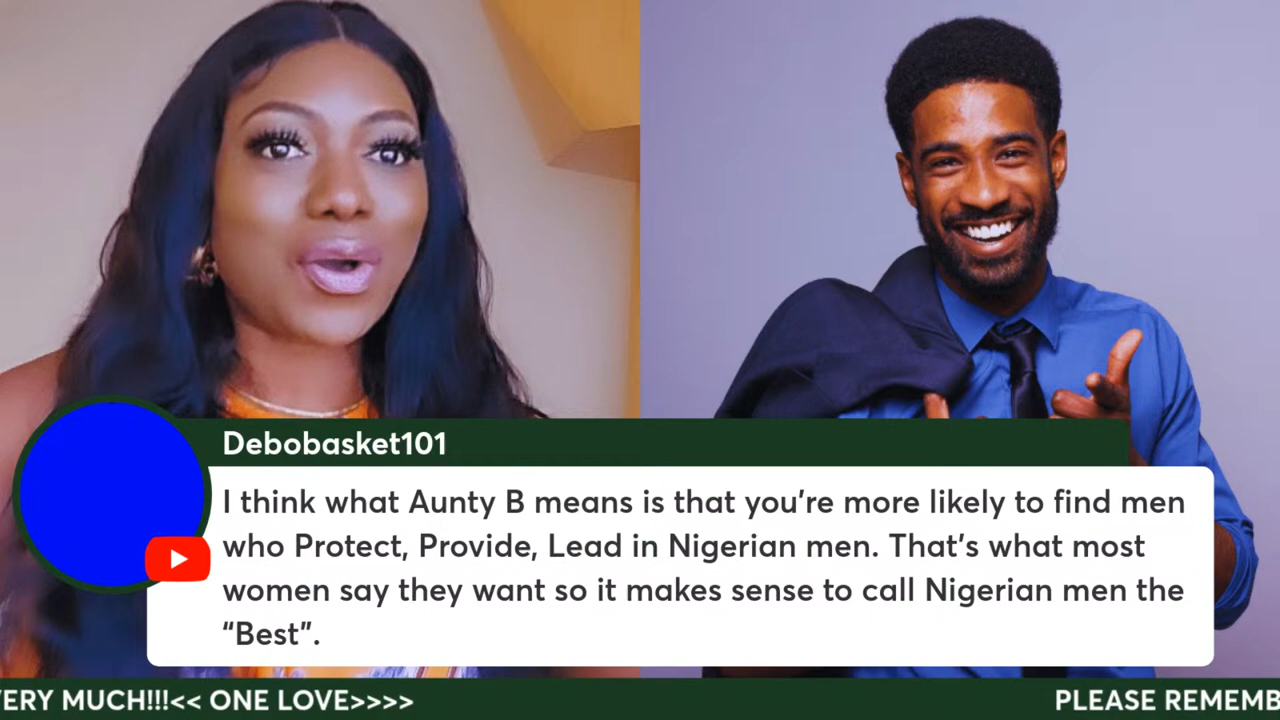 Debobasket101
I think what Aunty B means is that you're more likely to find men
who Protect, Provide, Lead in Nigerian men. That's what most
women say they want so it makes sense to call Nigerian men the
“Best”.
VERY MUCH!!!<< ONE LOVE>>>>
PLEASE